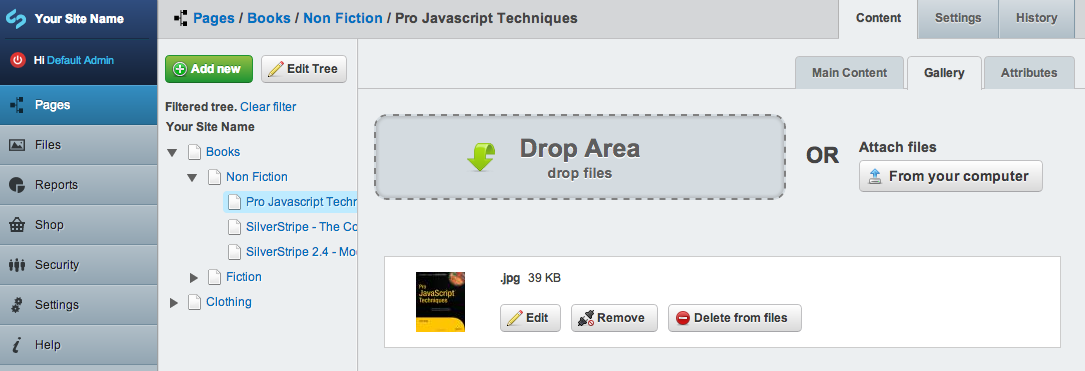 Your Site Name
Hi Default Admin
Pages
Files
Reports
Shop
Security
Settings
Help
Pages / Books / Non Fiction / Pro Javascript Techniques
Content
Settings
History
Add new
Edit Tree
Filtered tree. Clear filter
Your Site Name
Books
Non Fiction
Pro Javascript Techr
SilverStripe - The Co
SilverStripe 2.4 - Mo
Fiction
Clothing
Main Content
Gallery
Attributes
Drop Area
drop files
OR
Attach files
From your computer
Pro
JavaScript
Techniques
.jpg 39 KB
Edit
Remove
Delete from files